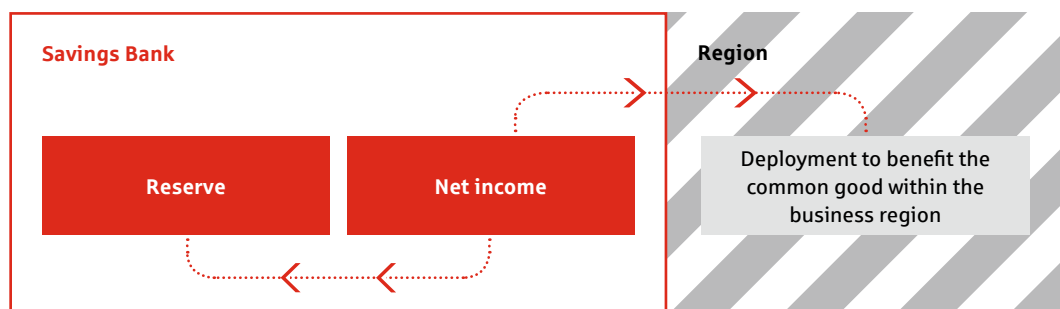 Savings Bank
Region
Reserve
Net income
Deployment to benefit the
common good within the
business region